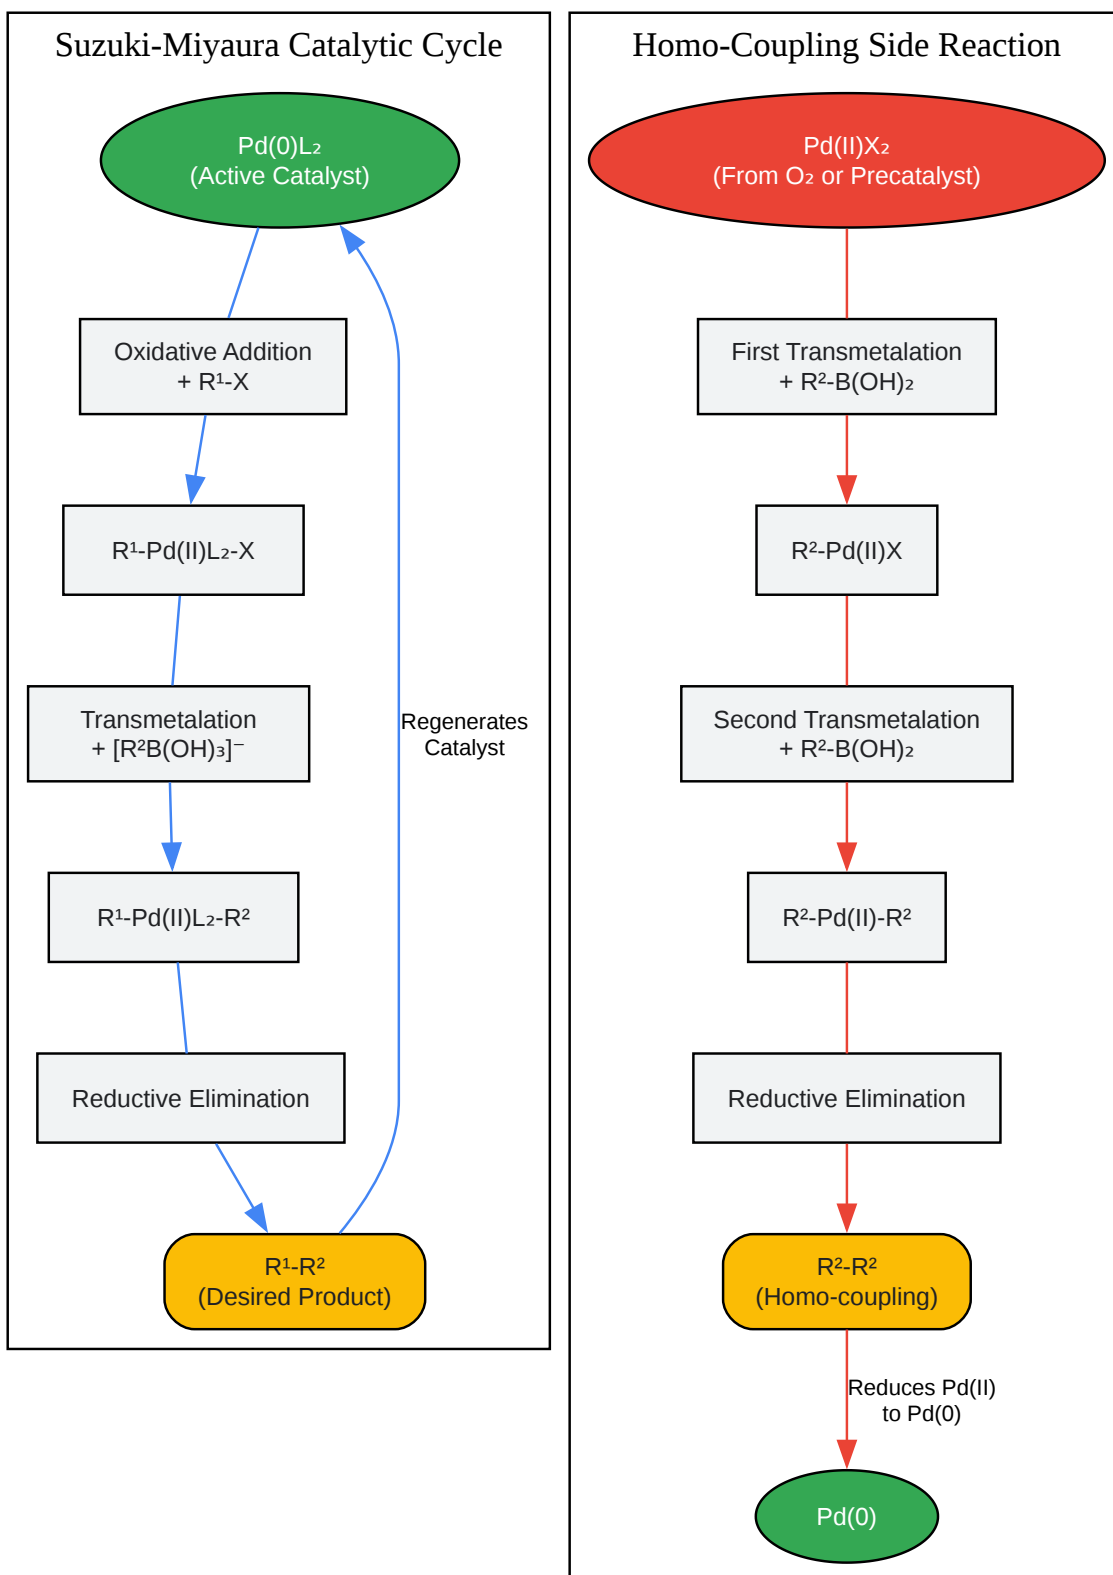 Suzuki-Miyaura Catalytic Cycle
Pd(0)L₂
(Active Catalyst)
Oxidative Addition
+ R¹-X
R¹-Pd(II)L₂-X
Transmetalation
+ [R²B(OH)₃]⁻
Regenerates
Catalyst
R¹-Pd(II)L₂-R²
Reductive Elimination
R¹-R²
(Desired Product)
Homo-Coupling Side Reaction
Pd(II)X₂
(From O₂ or Precatalyst)
First Transmetalation
+ R²-B(OH)₂
R²-Pd(II)X
Second Transmetalation
+ R²-B(OH)₂
R²-Pd(II)-R²
Reductive Elimination
R²-R²
(Homo-coupling)
Reduces Pd(II)
to Pd(0)
Pd(0)